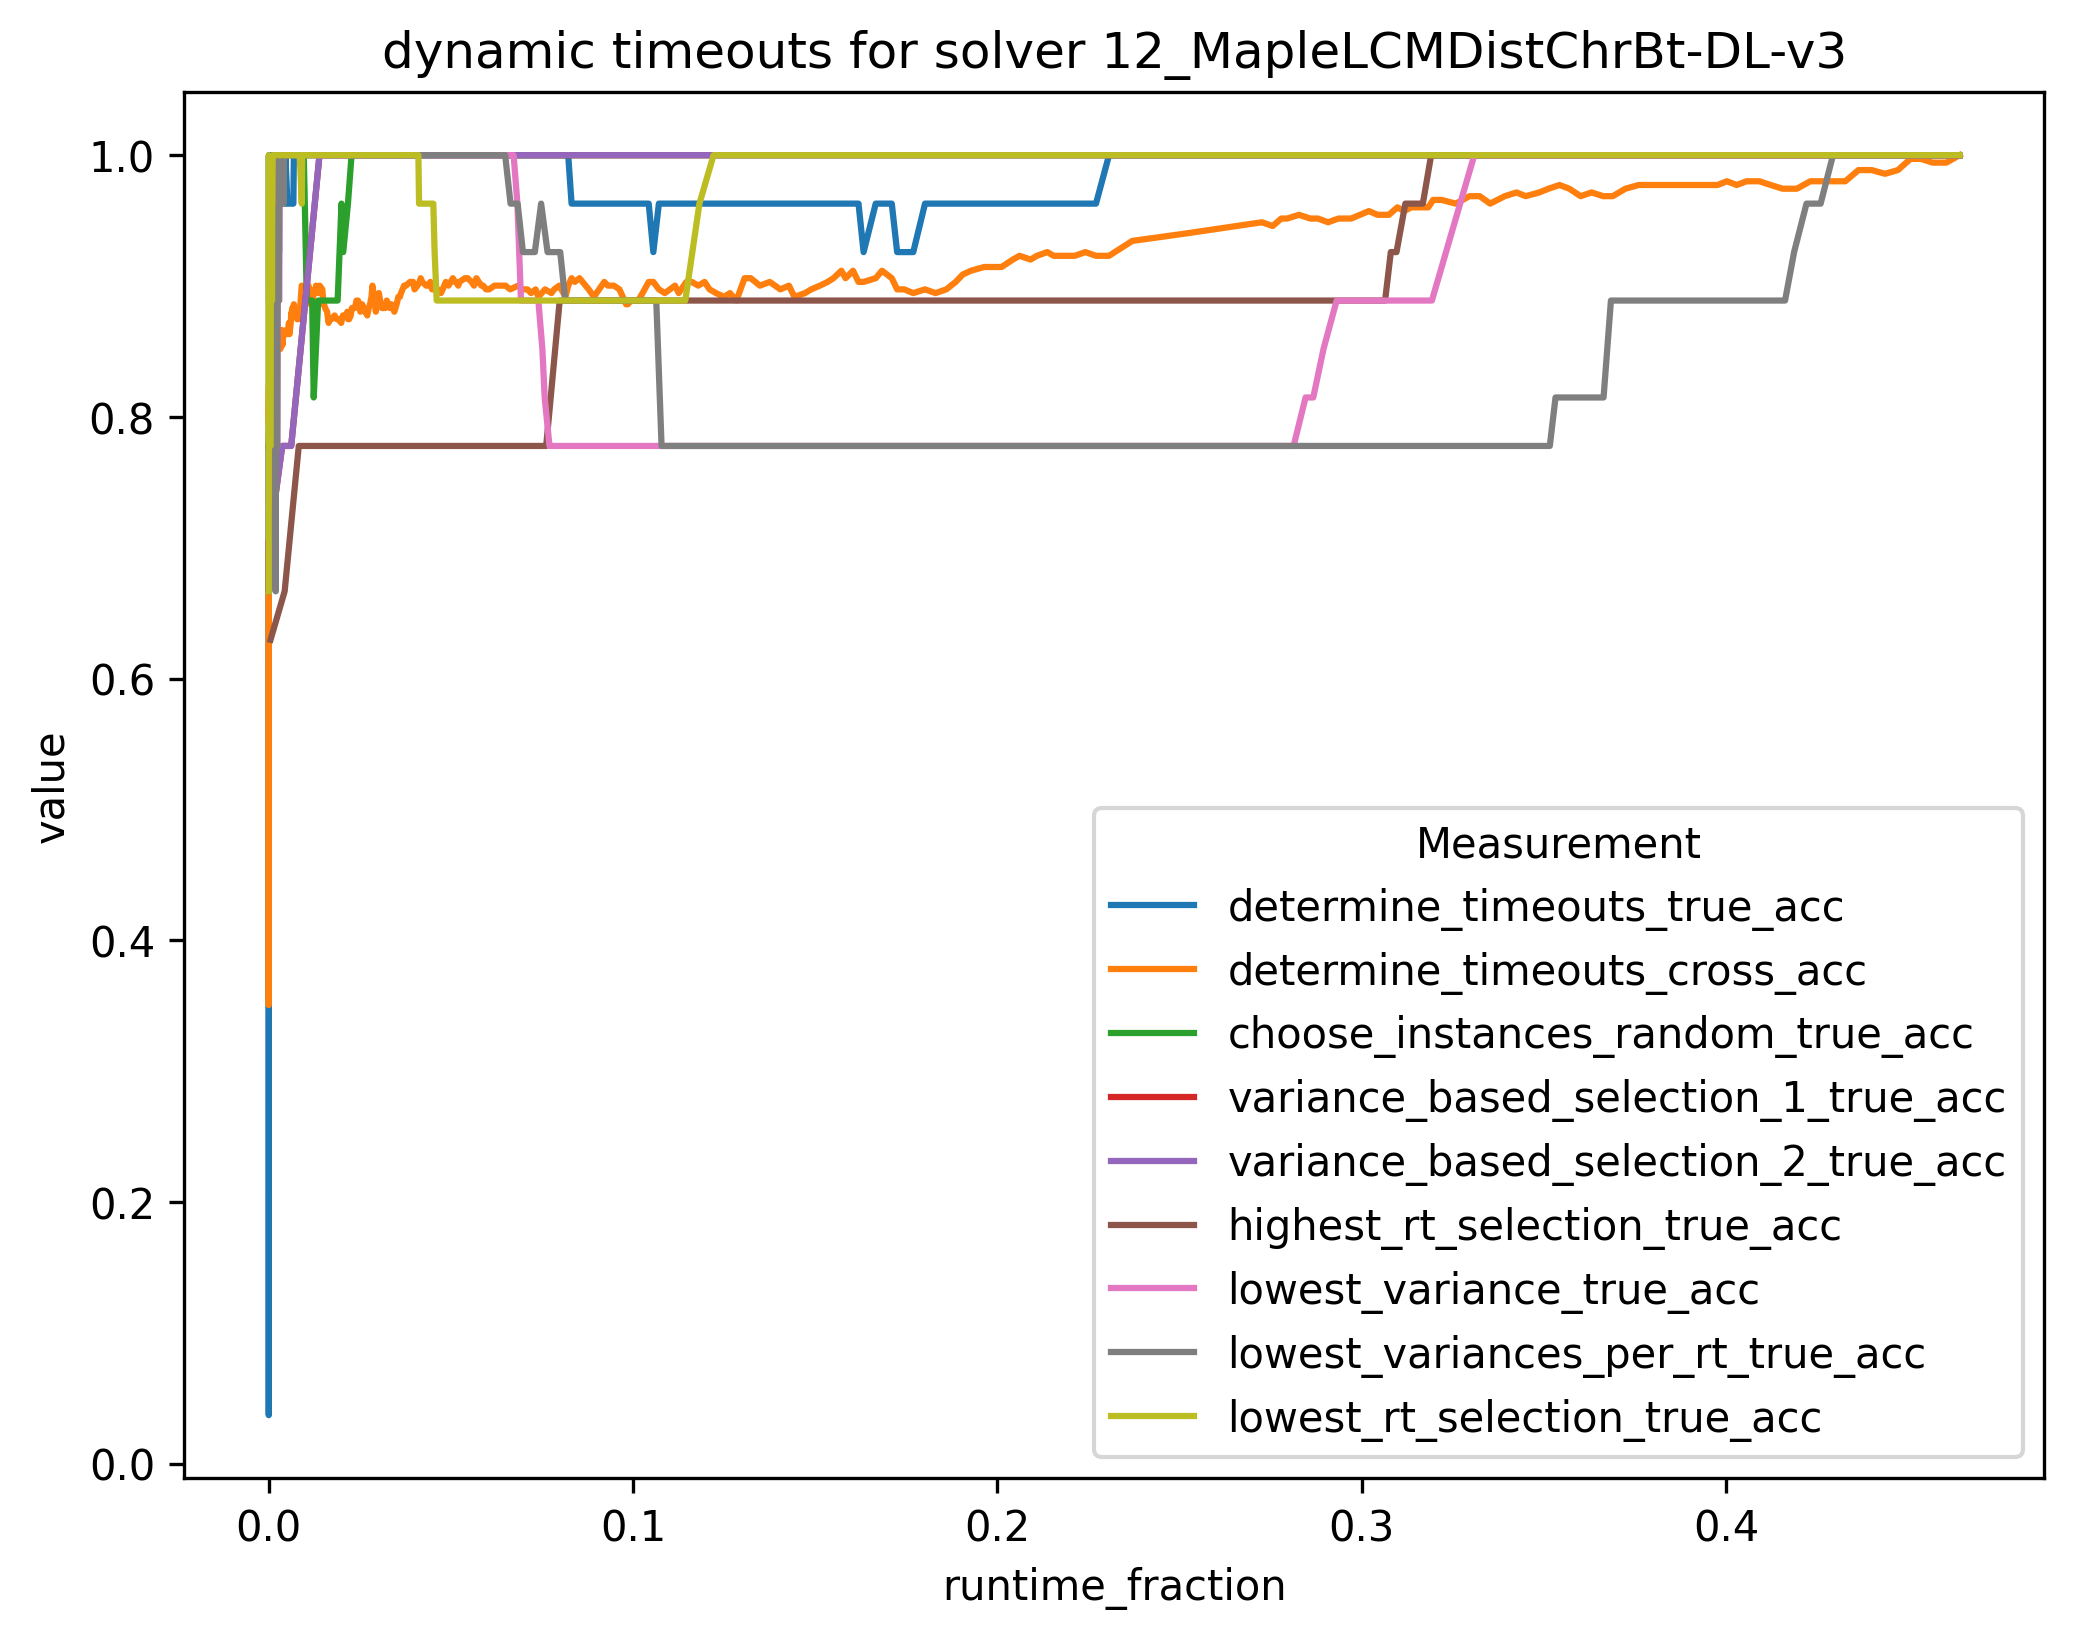 dynamic timeouts for solver 12_MapleLCMDistChrBt-DL-v3
1.0
0.8
0.6
0.4
0.2
0.0
value
0.0 0.1 0.2 0.3 0.4
runtime_fraction
Measurement
determine_timeouts_true_acc
determine_timeouts_cross_acc
choose_instances_random_true_acc
variance_based_selection_1_true_acc
variance_based_selection_2_true_acc
highest_rt_selection_true_acc
lowest_variance_true_acc
lowest_variances_per_rt_true_acc
lowest_rt_selection_true_acc